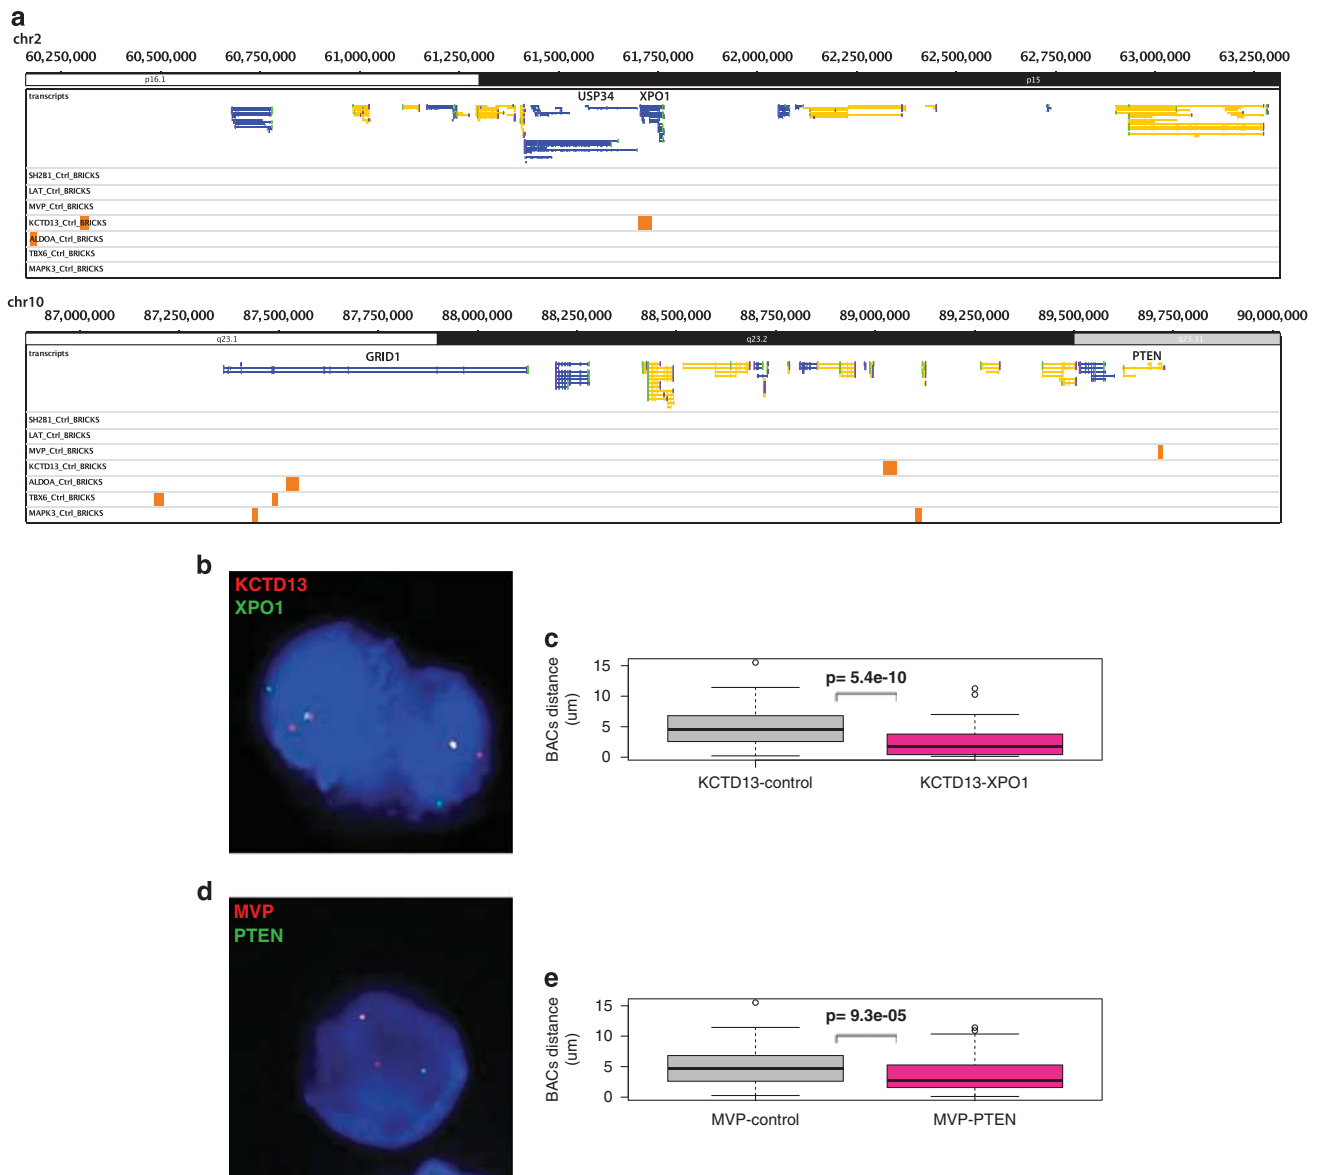 a
chr2
60,250,000 60,500,000 60,750,000 61,000,000 61,250,000 61,500,000 61,750,000 62,000,000 62,250,000 62,500,000 62,750,000 63,000,000 63,250,000
p16.1 p15
transcripts USP34 XPO1
SH2B1_Ctrl_BRICKS
LAT_Ctrl_BRICKS
MVP_Ctrl_BRICKS
KCTD13_Ctrl_BRICKS
ALDOA_Ctrl_BRICKS
TBX6_Ctrl_BRICKS
MAPK3_Ctrl_BRICKS
chr10
87,000,000 87,250,000 87,500,000 87,750,000 88,000,000 88,250,000 88,500,000 88,750,000 89,000,000 89,250,000 89,500,000 89,750,000 90,000,000
q23.1 q23.2 q23.31
transcripts GRID1 PTEN
SH2B1_Ctrl_BRICKS
LAT_Ctrl_BRICKS
MVP_Ctrl_BRICKS
KCTD13_Ctrl_BRICKS
ALDOA_Ctrl_BRICKS
TBX6_Ctrl_BRICKS
MAPK3_Ctrl_BRICKS
b
KCTD13
XPO1
c
BACs distance
(um)
15
10
5
0
p= 5.4e-10
KCTD13-control KCTD13-XPO1
d
MVP
PTEN
e
BACs distance
(um)
15
10
5
0
p= 9.3e-05
MVP-control MVP-PTEN